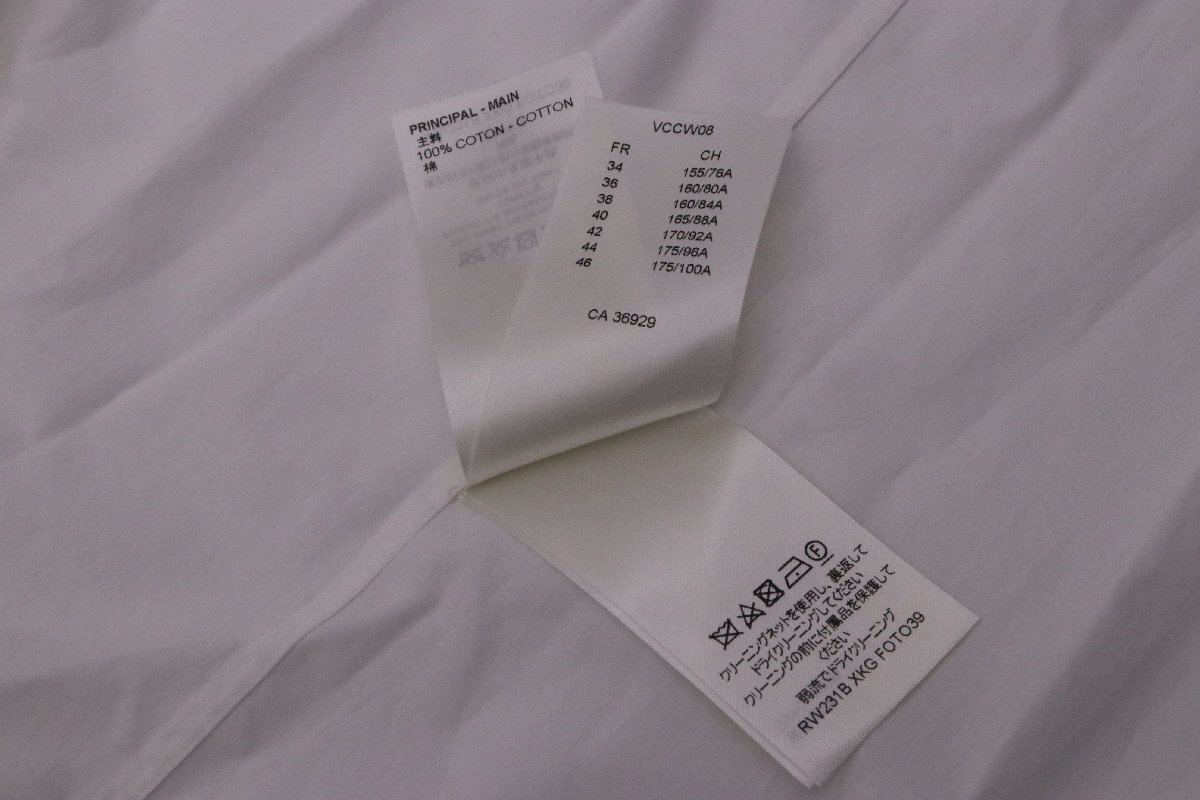 PRINCIPAL - MAIN
主料
100% COTON - COTTON
棉
VCCW08
FR CH
34 155/76A
36 160/80A
38 160/84A
40 165/88A
42 170/92A
44 175/96A
46 175/100A
CA 36929
F
クリーニングネットを使用し、裏返して
ドライクリーニングしてください
クリーニングの前に付属品を保護して
ください
弱流でドライクリーニング
RW231B XKG FOTO39